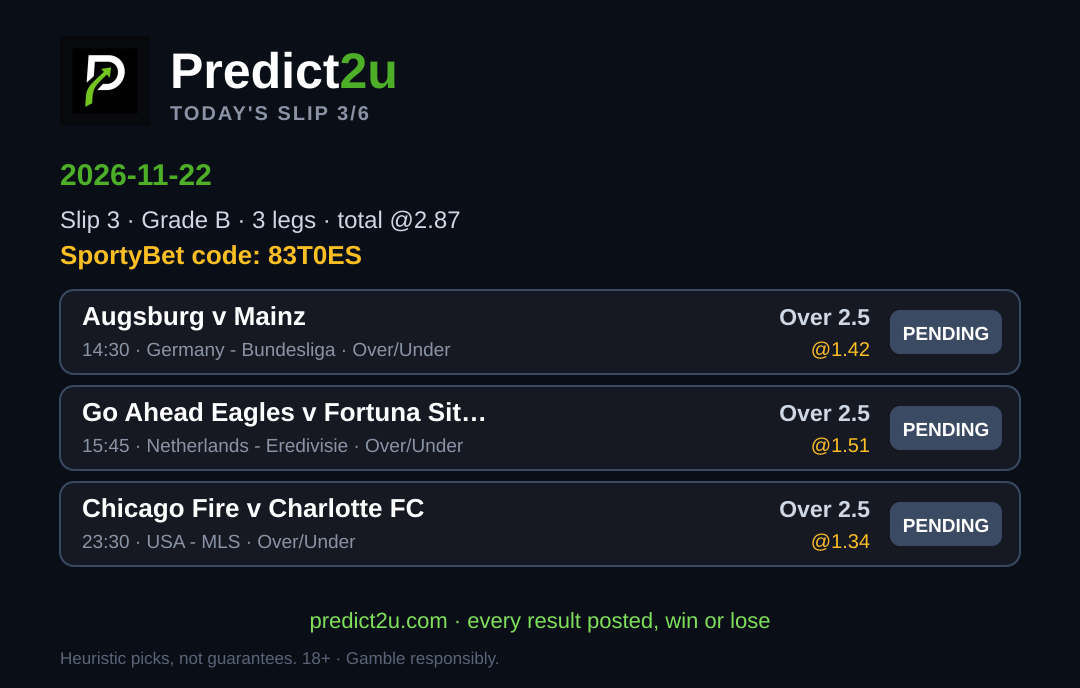 Predict2u
TODAY'S SLIP 3/6
2026-11-22
Slip 3 · Grade B · 3 legs · total @2.87
SportyBet code: 83T0ES
Augsburg v Mainz
14:30 · Germany - Bundesliga · Over/Under
Over 2.5
@1.42
PENDING
Go Ahead Eagles v Fortuna Sit…
15:45 · Netherlands - Eredivisie · Over/Under
Over 2.5
@1.51
PENDING
Chicago Fire v Charlotte FC
23:30 · USA - MLS · Over/Under
Over 2.5
@1.34
PENDING
predict2u.com · every result posted, win or lose
Heuristic picks, not guarantees. 18+ · Gamble responsibly.